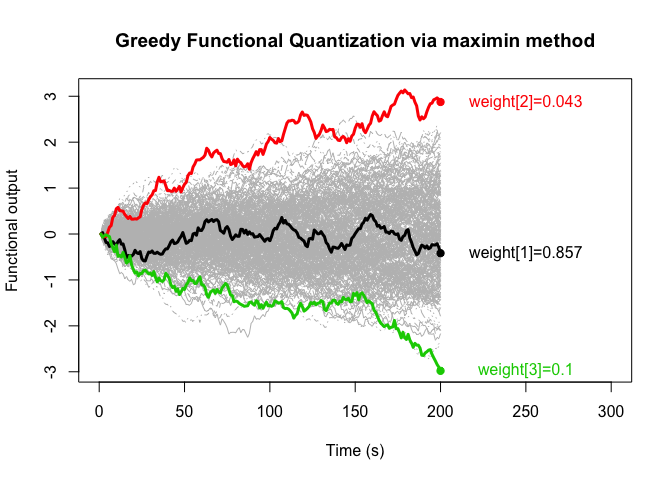 Greedy Functional Quantization via maximin method
Functional output
3
2
1
0
-1
-2
-3
weight[2]=0.043
weight[1]=0.857
weight[3]=0.1
0 50 100 150 200 250 300
Time (s)